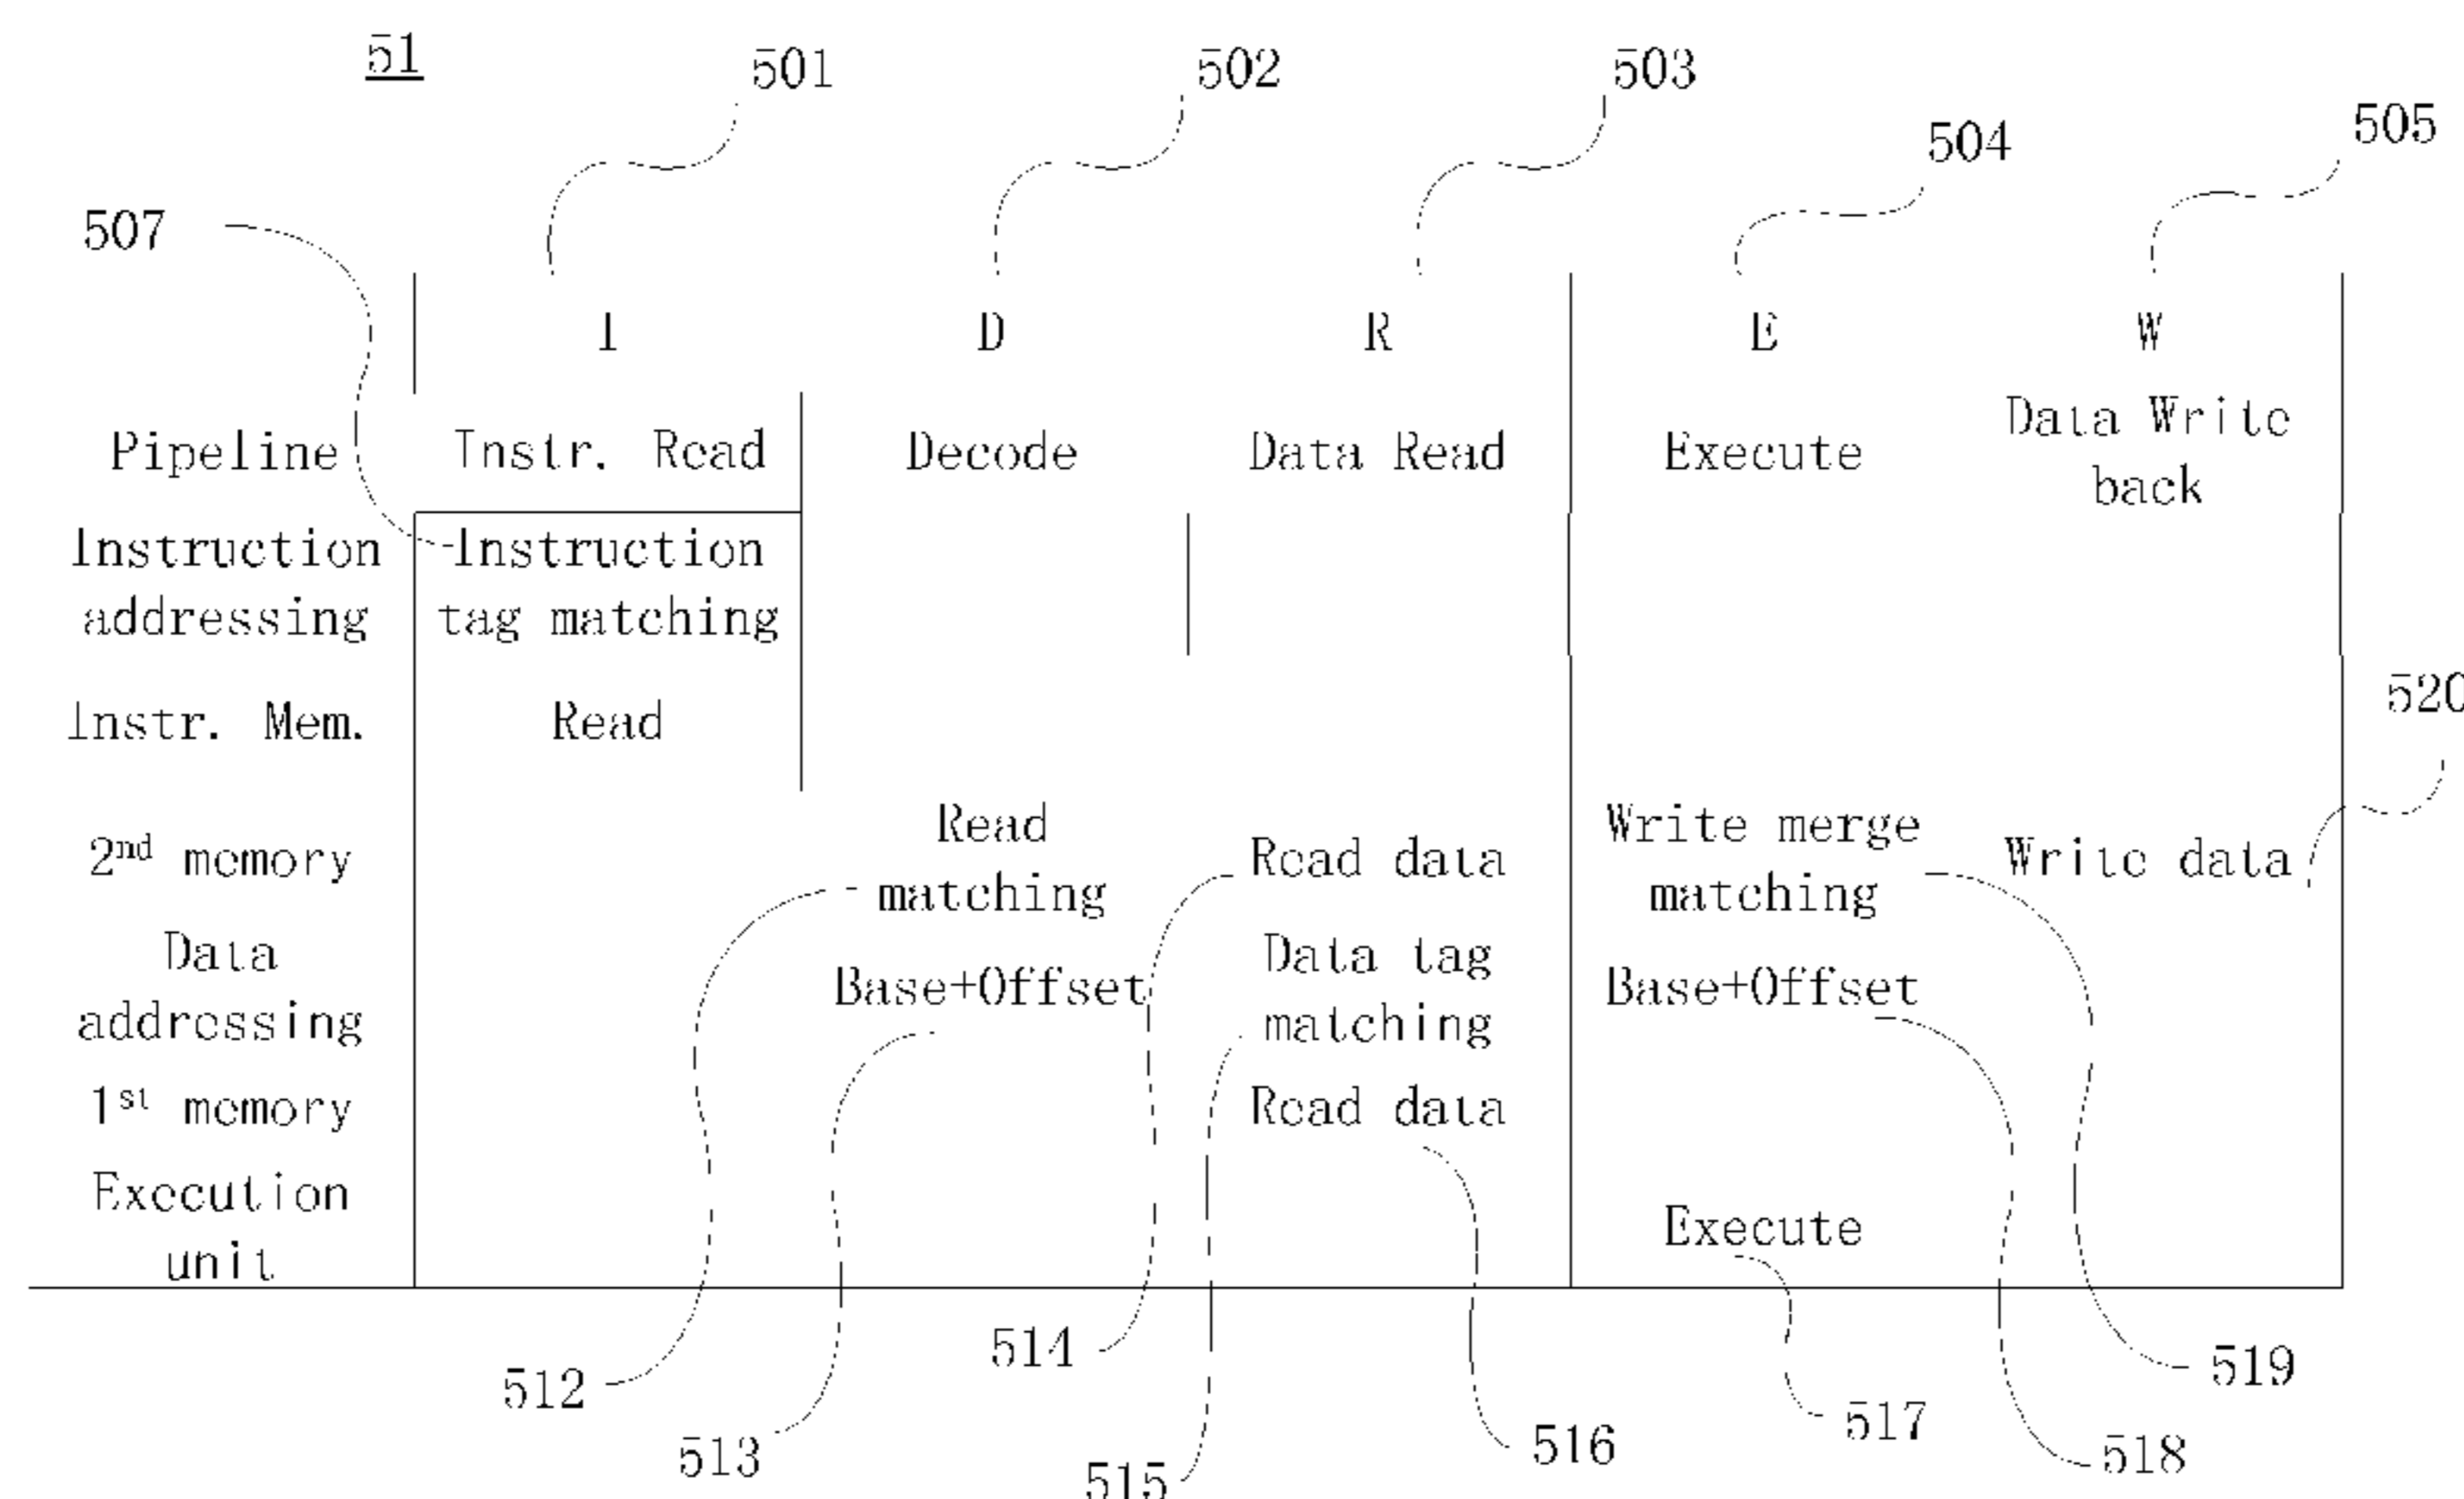 51
501
502
503
504
505
507
I
D
R
E
W
Pipeline
Instr. Read
Decode
Data Read
Execute
Data Write
back
Instruction
addressing
Instruction
tag matching
Instr. Mem.
Read
520
2nd memory
Read
matching
Read data
Write merge
matching
Write data
Data
addressing
Base+Offset
Data tag
matching
Base+Offset
1st memory
Read data
Execution
unit
Execute
512
513
514
515
516
517
518
519